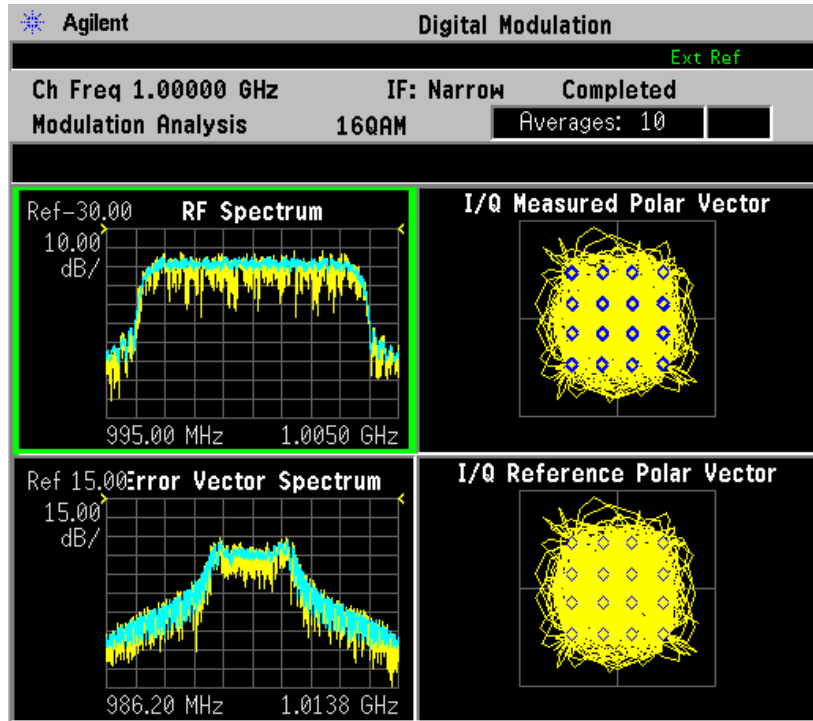 Agilent
Digital Modulation
Ext Ref
Ch Freq 1.00000 GHz
IF: Narrow
Completed
Modulation Analysis
16QAM
Averages: 10
Ref-30.00
RF Spectrum
10.00
dB/
995.00 MHz
1.0050 GHz
I/Q Measured Polar Vector
Ref 15.00
Error Vector Spectrum
15.00
dB/
986.20 MHz
1.0138 GHz
I/Q Reference Polar Vector